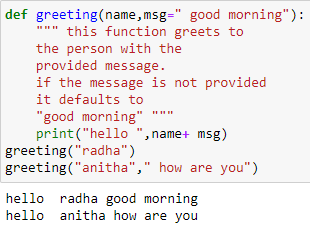 def greeting(name,msg=" good morning"):
    """ this function greets to
    the person with the
    provided message.
    if the message is not provided
    it defaults to
    "good morning" """
    print("hello ",name+ msg)
greeting("radha")
greeting("anitha"," how are you")
hello  radha good morning
hello  anitha how are you